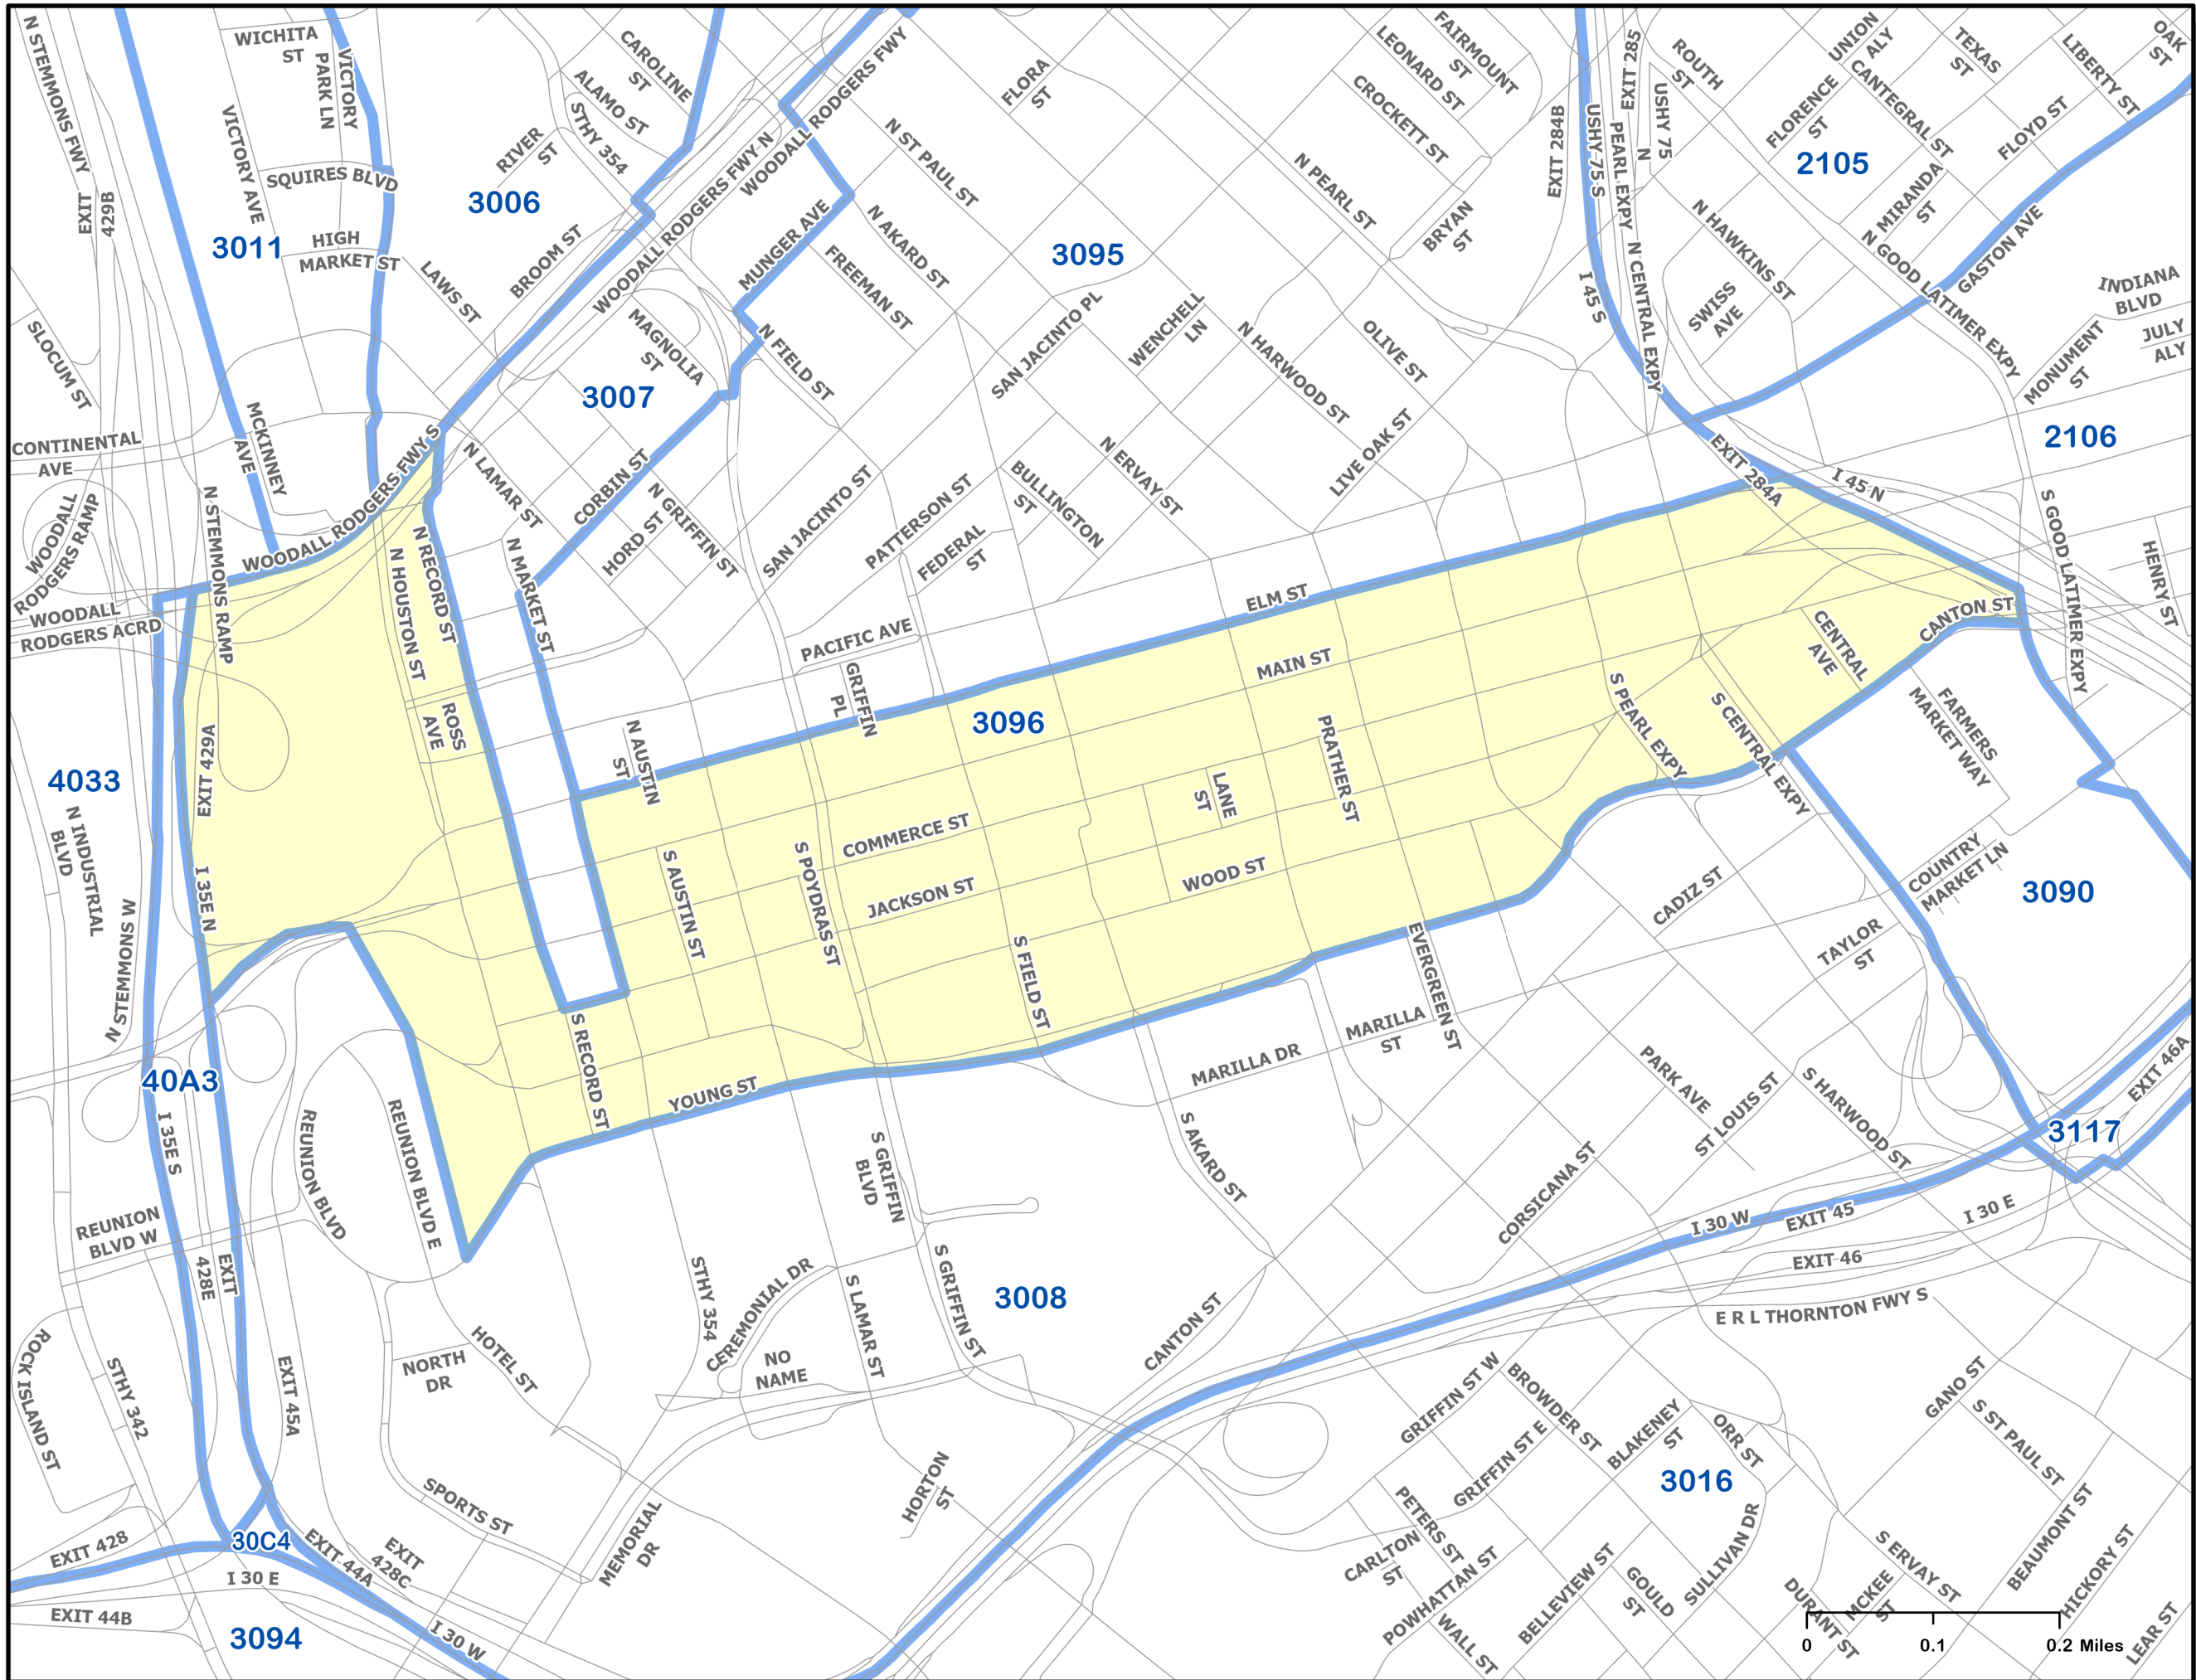 N STEMMONS FWY
WICHITA
ST
VICTORY
PARK LN
CAROLINE
ST
ALAMO ST
STHY 354
RIVER
ST
WOODALL RODGERS FWY
WOODALL RODGERS FWY N
FLORA
ST
N ST PAUL ST
LEONARD ST
FAIRMOUNT
ST
CROCKETT ST
N PEARL ST
BRYAN
ST
EXIT 284B
EXIT 285
USHY 75 S
USHY 75
N
PEARL EXPY
ROUTH
ST
UNION
ALY
TEXAS
ST
LIBERTY ST
OAK
ST
FLORENCE
ST
CANTEGRAL ST
FLOYD ST
2105
N MIRANDA
ST
N HAWKINS ST
N GOOD LATIMER EXPY
GASTON AVE
INDIANA
BLVD
JULY
ALY
MONUMENT
ST
SWISS
AVE
I 45 S
N CENTRAL EXPY
EXIT
429B
VICTORY AVE
SQUIRES BLVD
3006
3011
HIGH
MARKET ST
LAWS ST
BROOM ST
MUNGER AVE
N AKARD ST
FREEMAN ST
3095
MAGNOLIA
ST
N FIELD ST
3007
SAN JACINTO PL
WENCHELL
LN
N HARWOOD ST
OLIVE ST
SLOCUM ST
CONTINENTAL
AVE
MCKINNEY
AVE
WOODALL RODGERS FWY S
N LAMAR ST
CORBIN ST
HORD ST
N GRIFFIN ST
SAN JACINTO ST
PATTERSON ST
FEDERAL
ST
BULLINGTON
ST
N ERVAY ST
LIVE OAK ST
2106
EXIT 284A
I 45 N
S GOOD LATIMER EXPY
HENRY ST
WOODALL
RODGERS RAMP
WOODALL
RODGERS ACRD
N STEMMONS RAMP
N HOUSTON ST
N RECORD ST
N MARKET ST
ELM ST
PACIFIC AVE
GRIFFIN
PL
MAIN ST
CANTON ST
CENTRAL
AVE
FARMERS
MARKET WAY
ROSS
AVE
N AUSTIN
ST
3096
S PEARL EXPY
S CENTRAL EXPY
4033
EXIT 429A
N INDUSTRIAL
BLVD
PRATHER ST
LANE
ST
COMMERCE ST
S AUSTIN ST
S POYDRAS ST
JACKSON ST
WOOD ST
I 35E N
N STEMMONS W
CADIZ ST
COUNTRY
MARKET LN
3090
TAYLOR
ST
S FIELD ST
EVERGREEN ST
MARILLA
ST
MARILLA DR
S RECORD ST
YOUNG ST
40A3
I 35E S
REUNION BLVD
REUNION BLVD E
REUNION
BLVD W
S GRIFFIN
BLVD
S AKARD ST
PARK AVE
ST LOUIS ST
S HARWOOD ST
3117
EXIT 46A
CORSICANA ST
I 30 W
EXIT 45
I 30 E
EXIT 46
E R L THORNTON FWY S
EXIT
428E
STHY 354
CEREMONIAL DR
S LAMAR ST
S GRIFFIN ST
3008
CANTON ST
ROCK ISLAND ST
STHY 342
EXIT 45A
NORTH
DR
HOTEL ST
NO
NAME
GRIFFIN ST W
BROWDER ST
GRIFFIN ST E
BLAKENEY
ST
ORR ST
3016
GANO ST
S ST PAUL ST
SPORTS ST
MEMORIAL
DR
HORTON
ST
PETERS ST
CARLTON
ST
POWHATTAN ST
WALL ST
BELLEVIEW ST
GOULD
ST
SULLIVAN DR
S ERVAY ST
BEAUMONT ST
HICKORY ST
DURANT ST
MCKEE
ST
LEAR ST
EXIT 428
30C4
EXIT 44A
EXIT
428C
I 30 E
EXIT 44B
3094
I 30 W
0 0.1 0.2 Miles